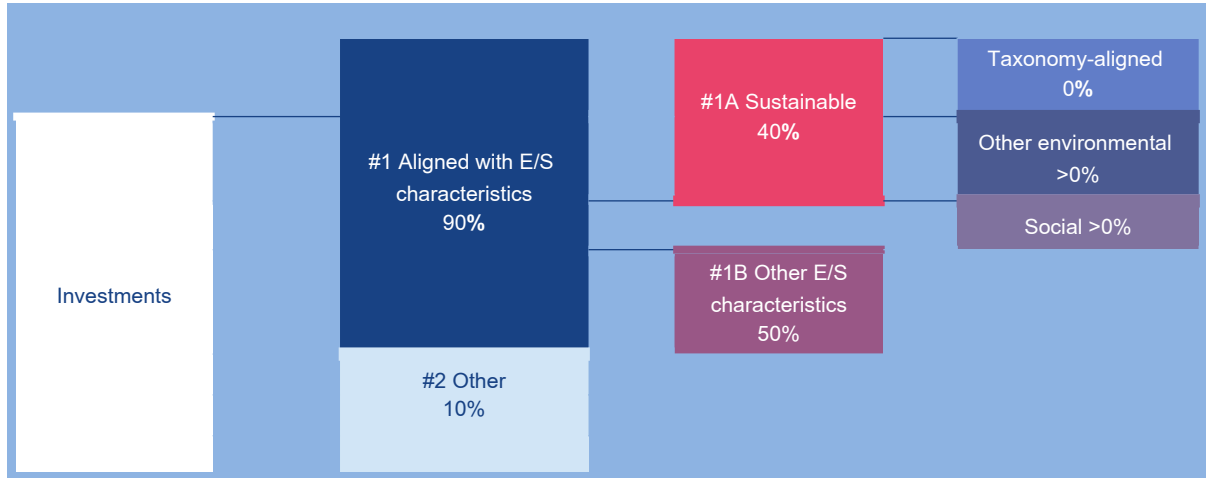 Investments
#1 Aligned with E/S
characteristics
90%
#2 Other
10%
#1A Sustainable
40%
#1B Other E/S
characteristics
50%
Taxonomy-aligned
0%
Other environmental
>0%
Social >0%